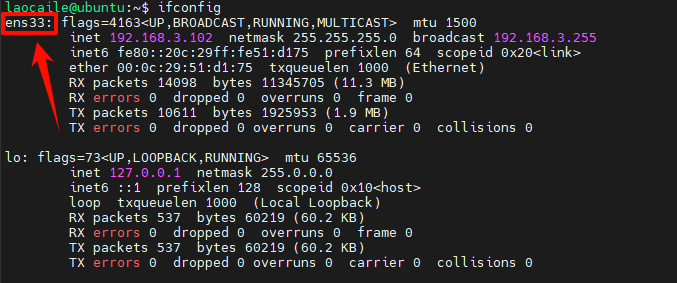 laocaile@ubuntu:~$ ifconfig
ens33: flags=4163<UP,BROADCAST,RUNNING,MULTICAST>  mtu 1500
        inet 192.168.3.102  netmask 255.255.255.0  broadcast 192.168.3.255
        inet6 fe80::20c:29ff:fe51:d175  prefixlen 64  scopeid 0x20<link>
        ether 00:0c:29:51:d1:75  txqueuelen 1000  (Ethernet)
        RX packets 14098  bytes 11345705 (11.3 MB)
        RX errors 0  dropped 0  overruns 0  frame 0
        TX packets 10611  bytes 1925953 (1.9 MB)
        TX errors 0  dropped 0 overruns 0  carrier 0  collisions 0

lo: flags=73<UP,LOOPBACK,RUNNING>  mtu 65536
        inet 127.0.0.1  netmask 255.0.0.0
        inet6 ::1  prefixlen 128  scopeid 0x10<host>
        loop  txqueuelen 1000  (Local Loopback)
        RX packets 537  bytes 60219 (60.2 KB)
        RX errors 0  dropped 0  overruns 0  frame 0
        TX packets 537  bytes 60219 (60.2 KB)
        TX errors 0  dropped 0 overruns 0  carrier 0  collisions 0